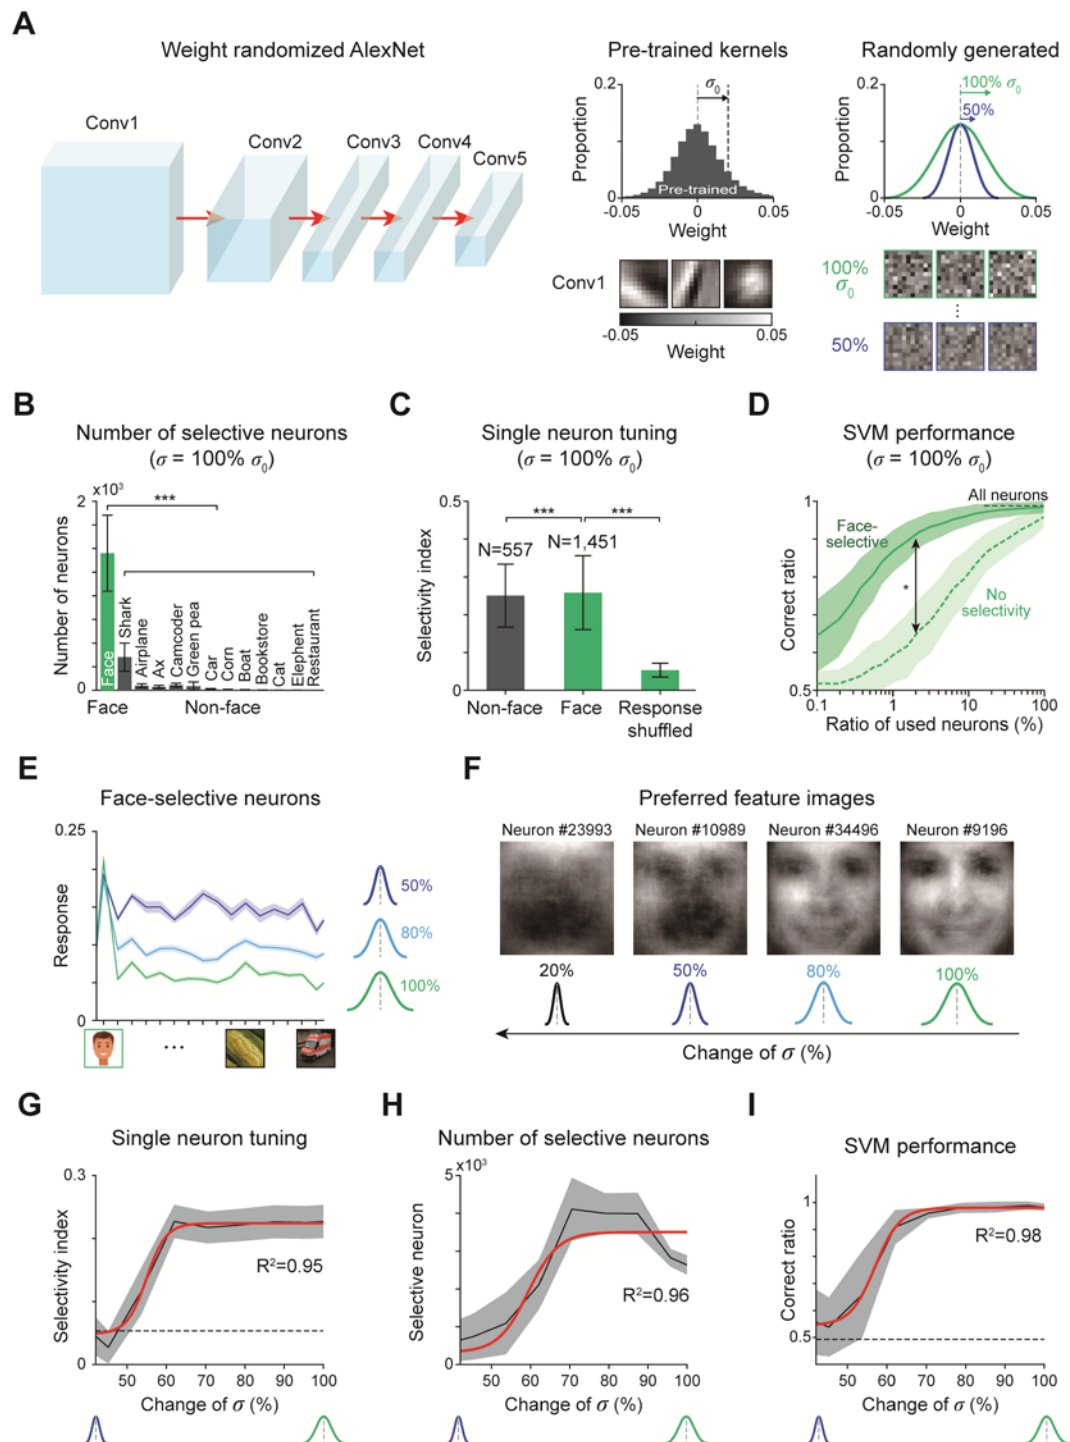 A
Weight randomized AlexNet
Conv1
Conv2
Conv3
Conv4
Conv5
Pre-trained kernels
0.2
σ0
Proportion
Pre-trained
0
-0.05
0
0.05
Weight
Conv1
-0.05
0.05
Weight
Randomly generated
0.2
100% σ0
50%
Proportion
0
-0.05
0
0.05
Weight
100%
σ0
50%
B
Number of selective neurons
(σ = 100% σ0)
x10³
2
***
Number of neurons
0
Face
Shark
Airplane
Ax
Camcoder
Green pea
Car
Corn
Boat
Bookstore
Cat
Elephent
Restaurant
Face
Non-face
C
Single neuron tuning
(σ = 100% σ0)
0.5
***
***
N=557
N=1,451
Selectivity index
0
Non-face
Face
Response
shuffled
D
SVM performance
(σ = 100% σ0)
1
All neurons
Face-
selective
*
No
selectivity
Correct ratio
0.5
0.1
1
10
100
Ratio of used neurons (%)
E
Face-selective neurons
0.25
Response
0
50%
80%
100%
...
F
Preferred feature images
Neuron #23993
Neuron #10989
Neuron #34496
Neuron #9196
20%
50%
80%
100%
Change of σ (%)
G
Single neuron tuning
0.3
Selectivity index
R²=0.95
0
50
60
70
80
90
100
Change of σ (%)
H
Number of selective neurons
x10³
5
Selective neuron
R²=0.96
0
50
60
70
80
90
100
Change of σ (%)
I
SVM performance
1
Correct ratio
R²=0.98
0.5
50
60
70
80
90
100
Change of σ (%)